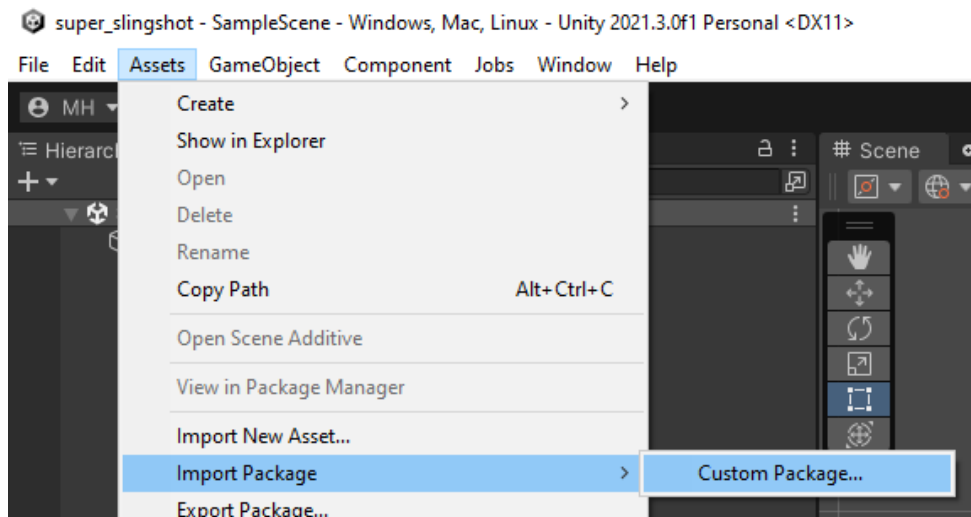 super_slingshot - SampleScene - Windows, Mac, Linux - Unity 2021.3.0f1 Personal <DX11>
File Edit Assets GameObject Component Jobs Window Help
MH
Create
Hierarcl
Show in Explorer
# Scene
Open
Delete
Rename
Copy Path Alt+Ctrl+C
Open Scene Additive
View in Package Manager
Import New Asset...
Import Package
Custom Package...
Export Package...